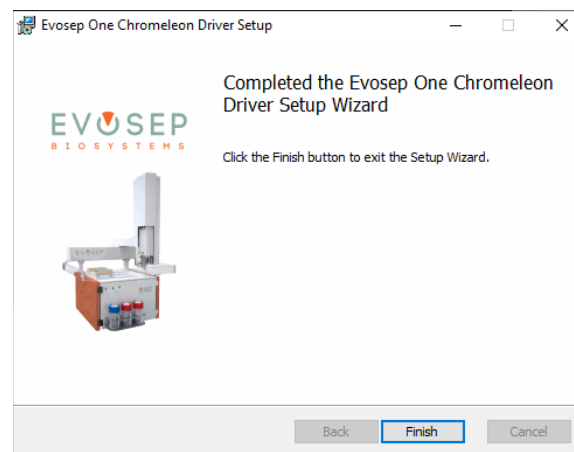 Evosep One Chromeleon Driver Setup
Completed the Evosep One Chromeleon
Driver Setup Wizard
EVOSEP
BIOSYSTEMS
Click the Finish button to exit the Setup Wizard.
EVOSEP
Back
Finish
Cancel